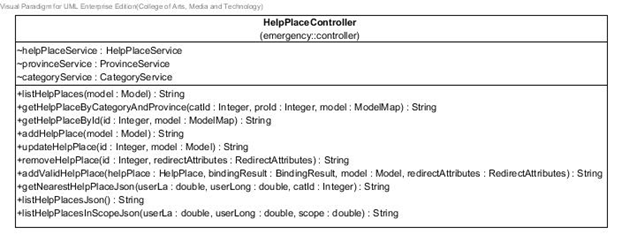 Visual Paradigm for UML Enterprise Edition(College of Arts, Media and Technology)
HelpPlaceController
(emergency::controller)
~helpPlaceService : HelpPlaceService
~provinceService : ProvinceService
~categoryService : CategoryService
+listHelpPlaces(model : Model) : String
+getHelpPlaceByCategoryAndProvince(catId : Integer, proId : Integer, model : ModelMap) : String
+getHelpPlaceById(id : Integer, model : ModelMap) : String
+addHelpPlace(model : Model) : String
+updateHelpPlace(id : Integer, model : Model) : String
+removeHelpPlace(id : Integer, redirectAttributes : RedirectAttributes) : String
+addValidHelpPlace(helpPlace : HelpPlace, bindingResult : BindingResult, model : Model, redirectAttributes : RedirectAttributes) : String
+getNearestHelpPlaceJson(userLa : double, userLong : double, catId : Integer) : String
+listHelpPlacesJson() : String
+listHelpPlacesInScopeJson(userLa : double, userLong : double, scope : double) : String